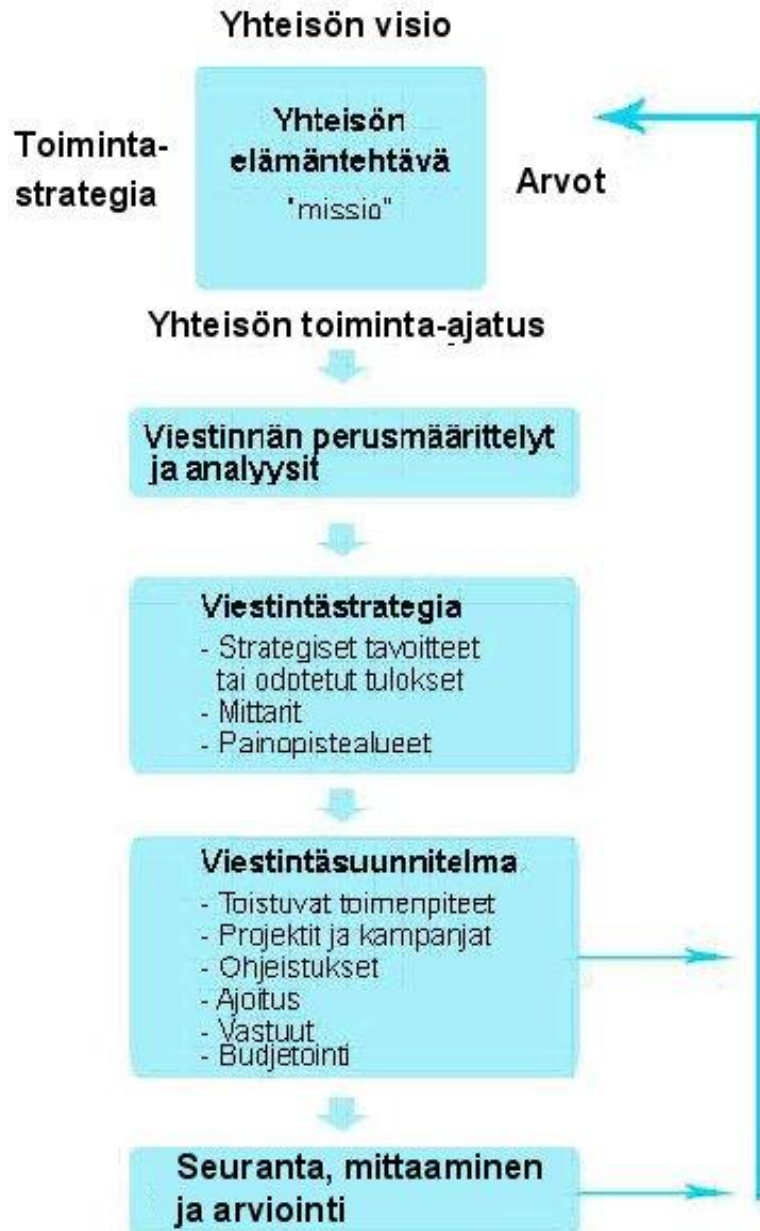 Yhteisön visio
Toiminta-
strategia
Yhteisön
elämäntehtävä
"missio"
Arvot
Yhteisön toiminta-ajatus
Viestinnän perusmäärittelyt
ja analyysit
Viestintästrategia
- Strategiset tavoitteet
tai odotetut tulokset
- Mittarit
- Painopistealueet
Viestintäsuunnitelma
- Toistuvat toimenpiteet
- Projektit ja kampanjat
- Ohjeistukset
- Ajoitus
- Vastuut
- Budjetointi
Seuranta, mittaaminen
ja arviointi